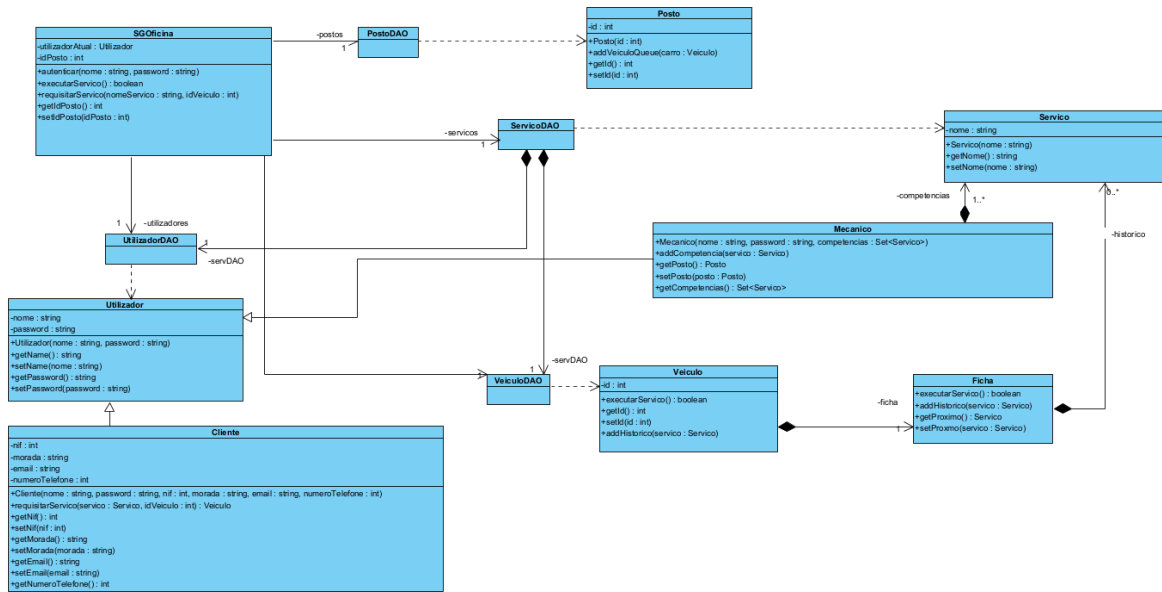 SGOficina
-utilizadorAtual : Utilizador
-idPosto : int
+autenticar(nome : string, password : string)
+executarServico() : boolean
+requisitarServico(nomeServico : string, idVeiculo : int)
+getIdPosto() : int
+setIdPosto(idPosto : int)
-postos
1
PostoDAO
Posto
-id : int
+Posto(id : int)
+addVeiculoQueue(carro : Veiculo)
+getId() : int
+setId(id : int)
-servicos
1
ServicoDAO
Servico
-nome : string
+Servico(nome : string)
+getNome() : string
+setNome(nome : string)
-competencias
1..*
0..*
-historico
1
-utilizadores
UtilizadorDAO
1
-servDAO
Mecanico
+Mecanico(nome : string, password : string, competencias : Set<Servico>)
+addCompetencia(servico : Servico)
+getPosto() : Posto
+setPosto(posto : Posto)
+getCompetencias() : Set<Servico>
Utilizador
-nome : string
-password : string
+Utilizador(nome : string, password : string)
+getName() : string
+setName(nome : string)
+getPassword() : string
+setPassword(password : string)
1
-servDAO
1
VeiculoDAO
Veiculo
-id : int
+executarServico() : boolean
+getId() : int
+setId(id : int)
+addHistorico(servico : Servico)
-ficha
1
Ficha
+executarServico() : boolean
+addHistorico(servico : Servico)
+getProximo() : Servico
+setProxmo(servico : Servico)
Cliente
-nif : int
-morada : string
-email : string
-numeroTelefone : int
+Cliente(nome : string, password : string, nif : int, morada : string, email : string, numeroTelefone : int)
+requisitarServico(servico : Servico, idVeiculo : int) : Veiculo
+getNif() : int
+setNif(nif : int)
+getMorada() : string
+setMorada(morada : string)
+getEmail() : string
+setEmail(email : string)
+getNumeroTelefone() : int